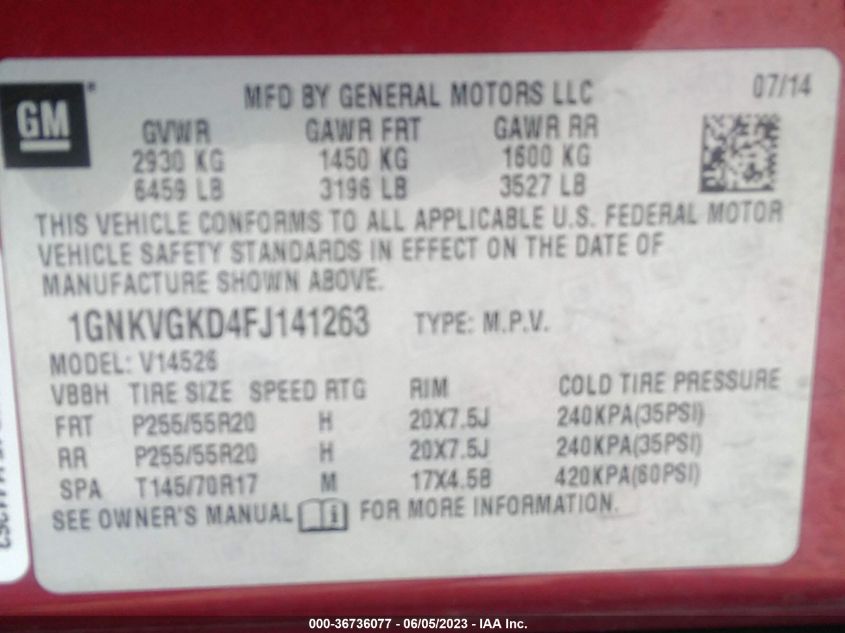 GM
MFD BY GENERAL MOTORS LLC 07/14
GVWR GAWR FRT GAWR RR
2930 KG 1450 KG 1600 KG
6459 LB 3196 LB 3527 LB
THIS VEHICLE CONFORMS TO ALL APPLICABLE U.S. FEDERAL MOTOR
VEHICLE SAFETY STANDARDS IN EFFECT ON THE DATE OF
MANUFACTURE SHOWN ABOVE.
1GNKVGKD4FJ141263 TYPE: M.P.V.
MODEL: V14526
VBBH TIRE SIZE SPEED RTG RIM COLD TIRE PRESSURE
FRT P255/55R20 H 20X7.5J 240KPA(35PSI)
RR P255/55R20 H 20X7.5J 240KPA(35PSI)
SPA T145/70R17 M 17X4.5B 420KPA(60PSI)
SEE OWNER'S MANUAL i FOR MORE INFORMATION.
000-36736077 - 06/05/2023 - IAA Inc.